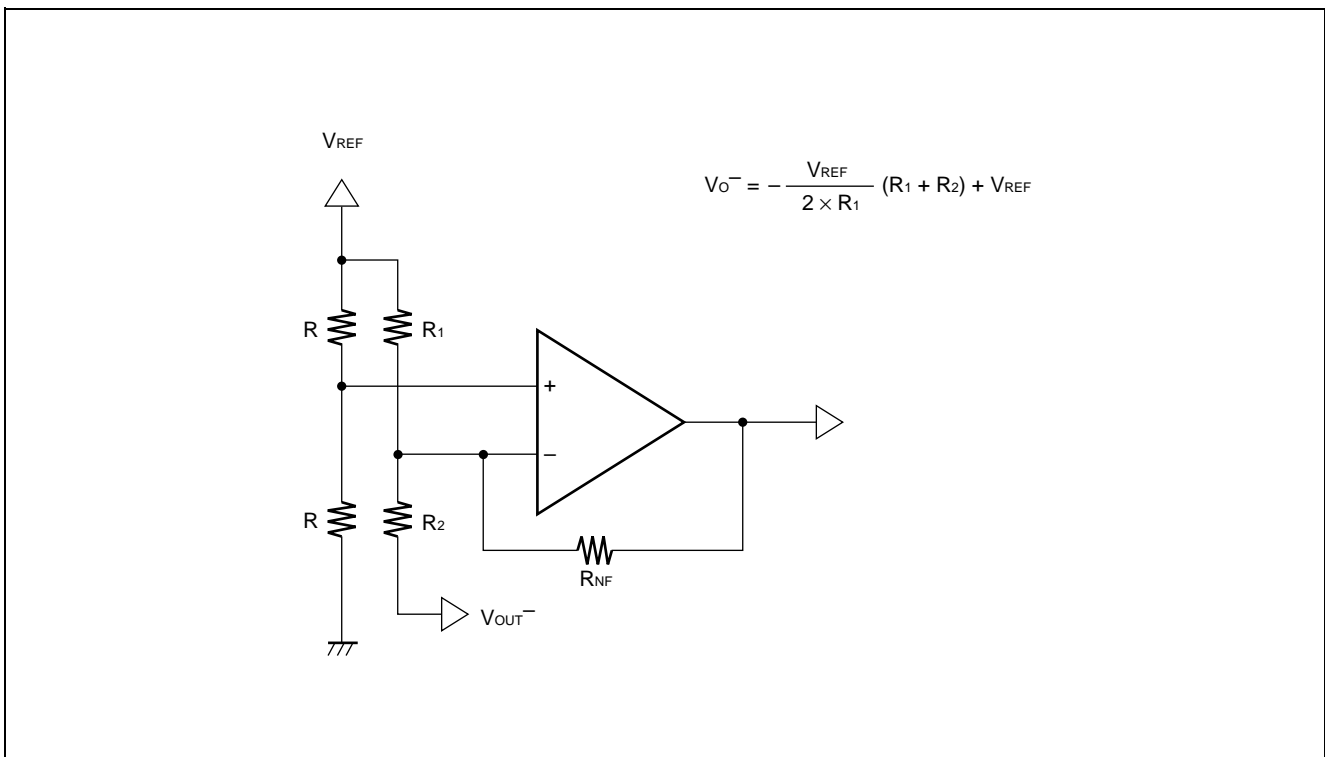 VREF
VO− = − VREF / 2 × R1 (R1 + R2) + VREF
R
R1
+
−
R
R2
RNF
VOUT−